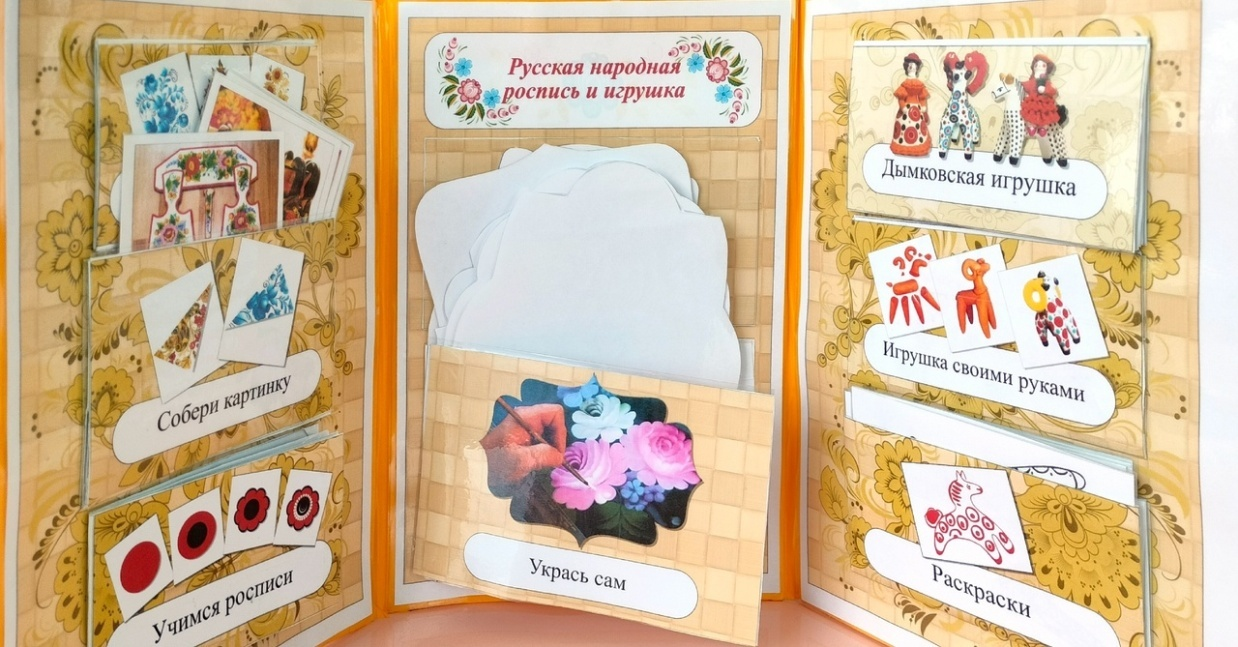 Собери картинку
Учимся росписи
Русская народная
роспись и игрушка
Укрась сам
Дымковская игрушка
Игрушка своими руками
Раскраски